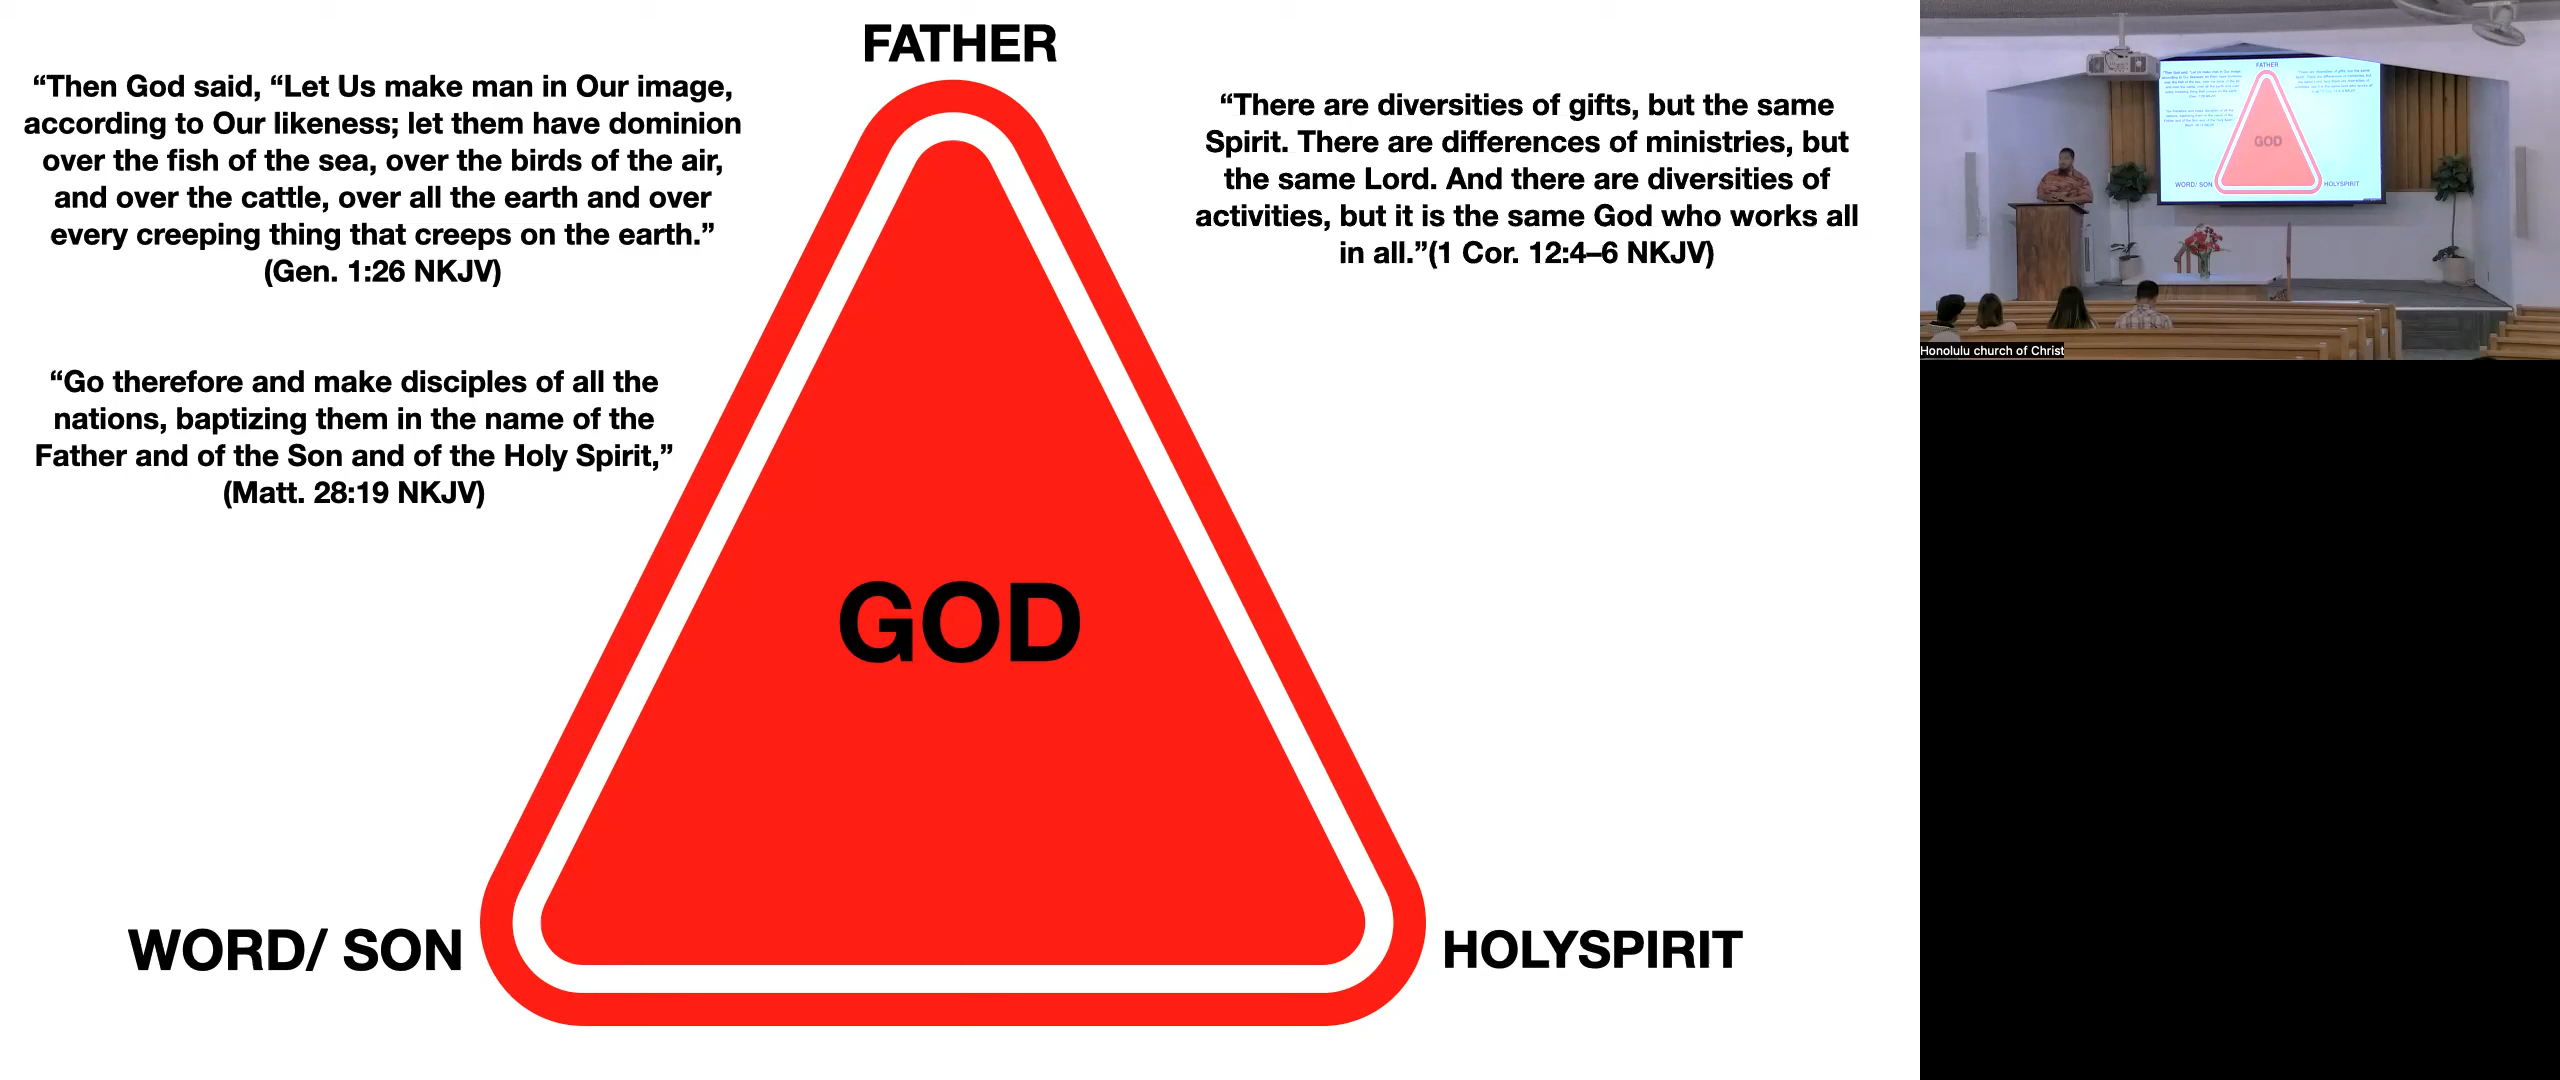 FATHER
“Then God said, “Let Us make man in Our image,
according to Our likeness; let them have dominion
over the fish of the sea, over the birds of the air,
and over the cattle, over all the earth and over
every creeping thing that creeps on the earth.”
(Gen. 1:26 NKJV)
“Go therefore and make disciples of all the
nations, baptizing them in the name of the
Father and of the Son and of the Holy Spirit,”
(Matt. 28:19 NKJV)
“There are diversities of gifts, but the same
Spirit. There are differences of ministries, but
the same Lord. And there are diversities of
activities, but it is the same God who works all
in all.”(1 Cor. 12:4–6 NKJV)
GOD
WORD/ SON
HOLYSPIRIT
FATHER
GOD
WORD/ SON
HOLYSPIRIT
Honolulu church of Christ